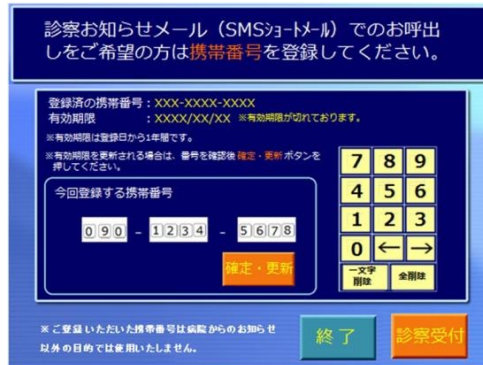 診察お知らせメール（SMSｼｮｰﾄﾒｰﾙ）でのお呼出
しをご希望の方は携帯番号を登録してください。
登録済の携帯番号：XXX-XXXX-XXXX
有効期限　　　　：XXXX/XX/XX ※有効期限が切れております。
※有効期限は登録日から1年間です。
※有効期限を更新される場合は、番号を確認後 確定・更新 ボタンを
押してください。
今回登録する携帯番号
090 - 1234 - 5678
確定・更新
7 8 9
4 5 6
1 2 3
0 ← →
一文字
削除
全削除
※ご登録いただいた携帯番号は病院からのお知らせ
以外の目的では使用いたしません。
終了
診察受付